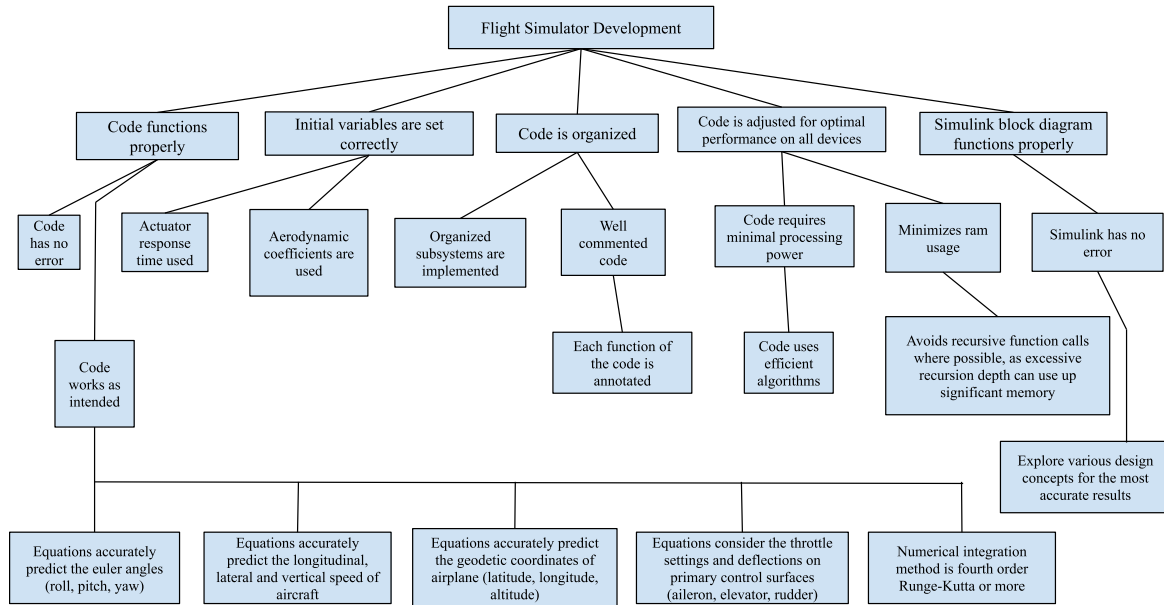 Flight Simulator Development
Code functions
properly
Initial variables are set
correctly
Code is organized
Code is adjusted for optimal
performance on all devices
Simulink block diagram
functions properly
Code
has no
error
Actuator
response
time used
Aerodynamic
coefficients are
used
Organized
subsystems are
implemented
Well
commented
code
Code requires
minimal processing
power
Minimizes ram
usage
Simulink has no
error
Code
works as
intended
Each function of
the code is
annotated
Code uses
efficient
algorithms
Avoids recursive function calls
where possible, as excessive
recursion depth can use up
significant memory
Explore various design
concepts for the most
accurate results
Equations accurately
predict the euler angles
(roll, pitch, yaw)
Equations accurately
predict the longitudinal,
lateral and vertical speed of
aircraft
Equations accurately predict
the geodetic coordinates of
airplane (latitude, longitude,
altitude)
Equations consider the throttle
settings and deflections on
primary control surfaces
(aileron, elevator, rudder)
Numerical integration
method is fourth order
Runge-Kutta or more